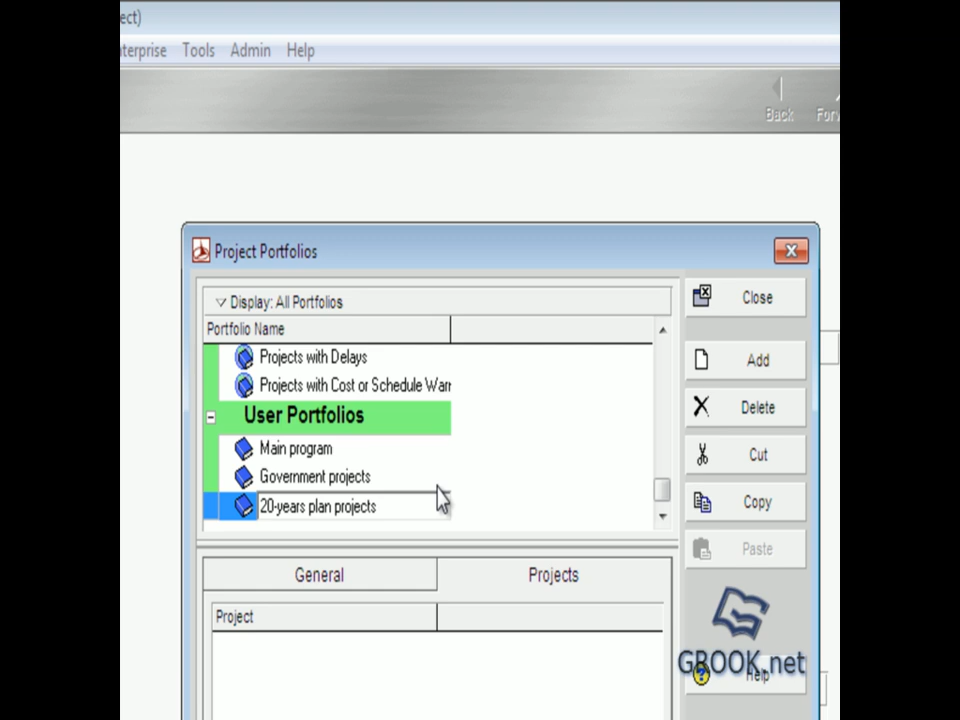 ect)
nterprise Tools Admin Help
Back Forv
Project Portfolios
Display: All Portfolios
Close
Portfolio Name
Projects with Delays
Add
Projects with Cost or Schedule Warr
User Portfolios
Delete
Main program
Cut
Government projects
20-years plan projects
Copy
Paste
General Projects
Project
GROOK.net
Help